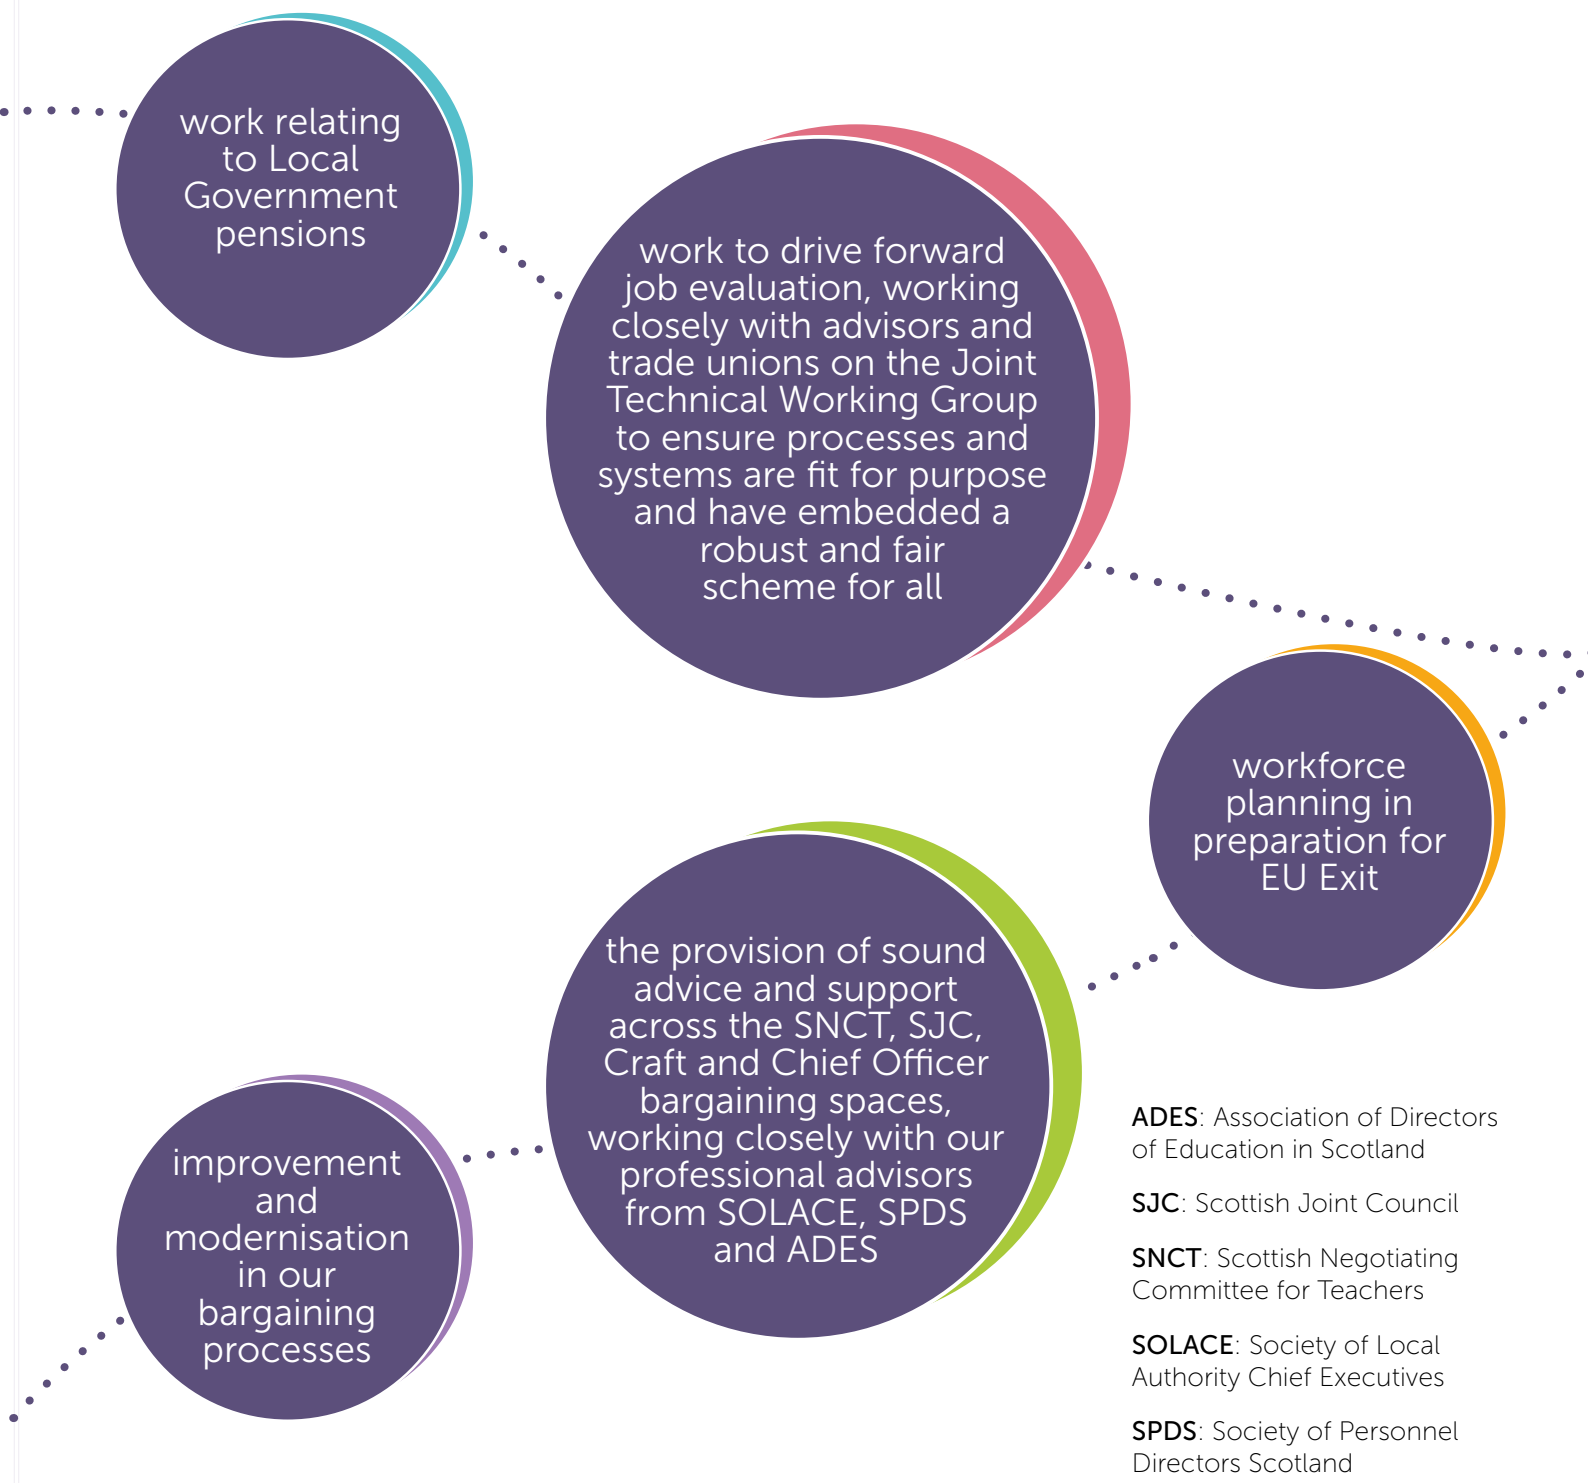 work relating
to Local
Government
pensions
work to drive forward
job evaluation, working
closely with advisors and
trade unions on the Joint
Technical Working Group
to ensure processes and
systems are fit for purpose
and have embedded a
robust and fair
scheme for all
workforce
planning in
preparation for
EU Exit
the provision of sound
advice and support
across the SNCT, SJC,
Craft and Chief Officer
bargaining spaces,
working closely with our
professional advisors
from SOLACE, SPDS
and ADES
improvement
and
modernisation
in our
bargaining
processes
ADES: Association of Directors
of Education in Scotland
SJC: Scottish Joint Council
SNCT: Scottish Negotiating
Committee for Teachers
SOLACE: Society of Local
Authority Chief Executives
SPDS: Society of Personnel
Directors Scotland